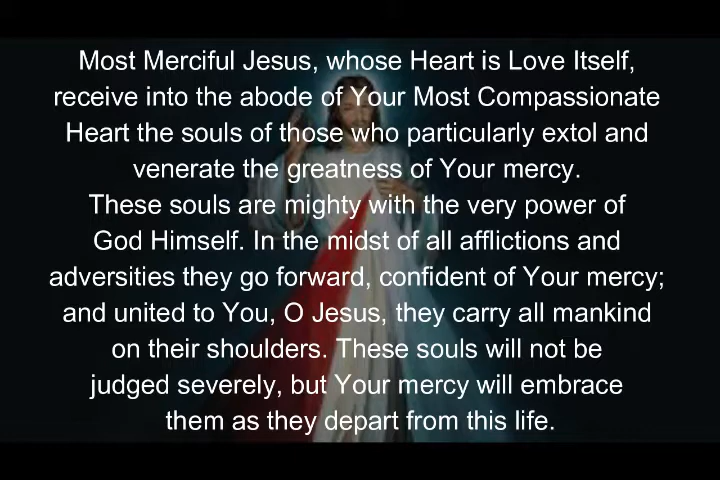 Most Merciful Jesus, whose Heart is Love Itself,
receive into the abode of Your Most Compassionate
Heart the souls of those who particularly extol and
venerate the greatness of Your mercy.
These souls are mighty with the very power of
God Himself. In the midst of all afflictions and
adversities they go forward, confident of Your mercy;
and united to You, O Jesus, they carry all mankind
on their shoulders. These souls will not be
judged severely, but Your mercy will embrace
them as they depart from this life.